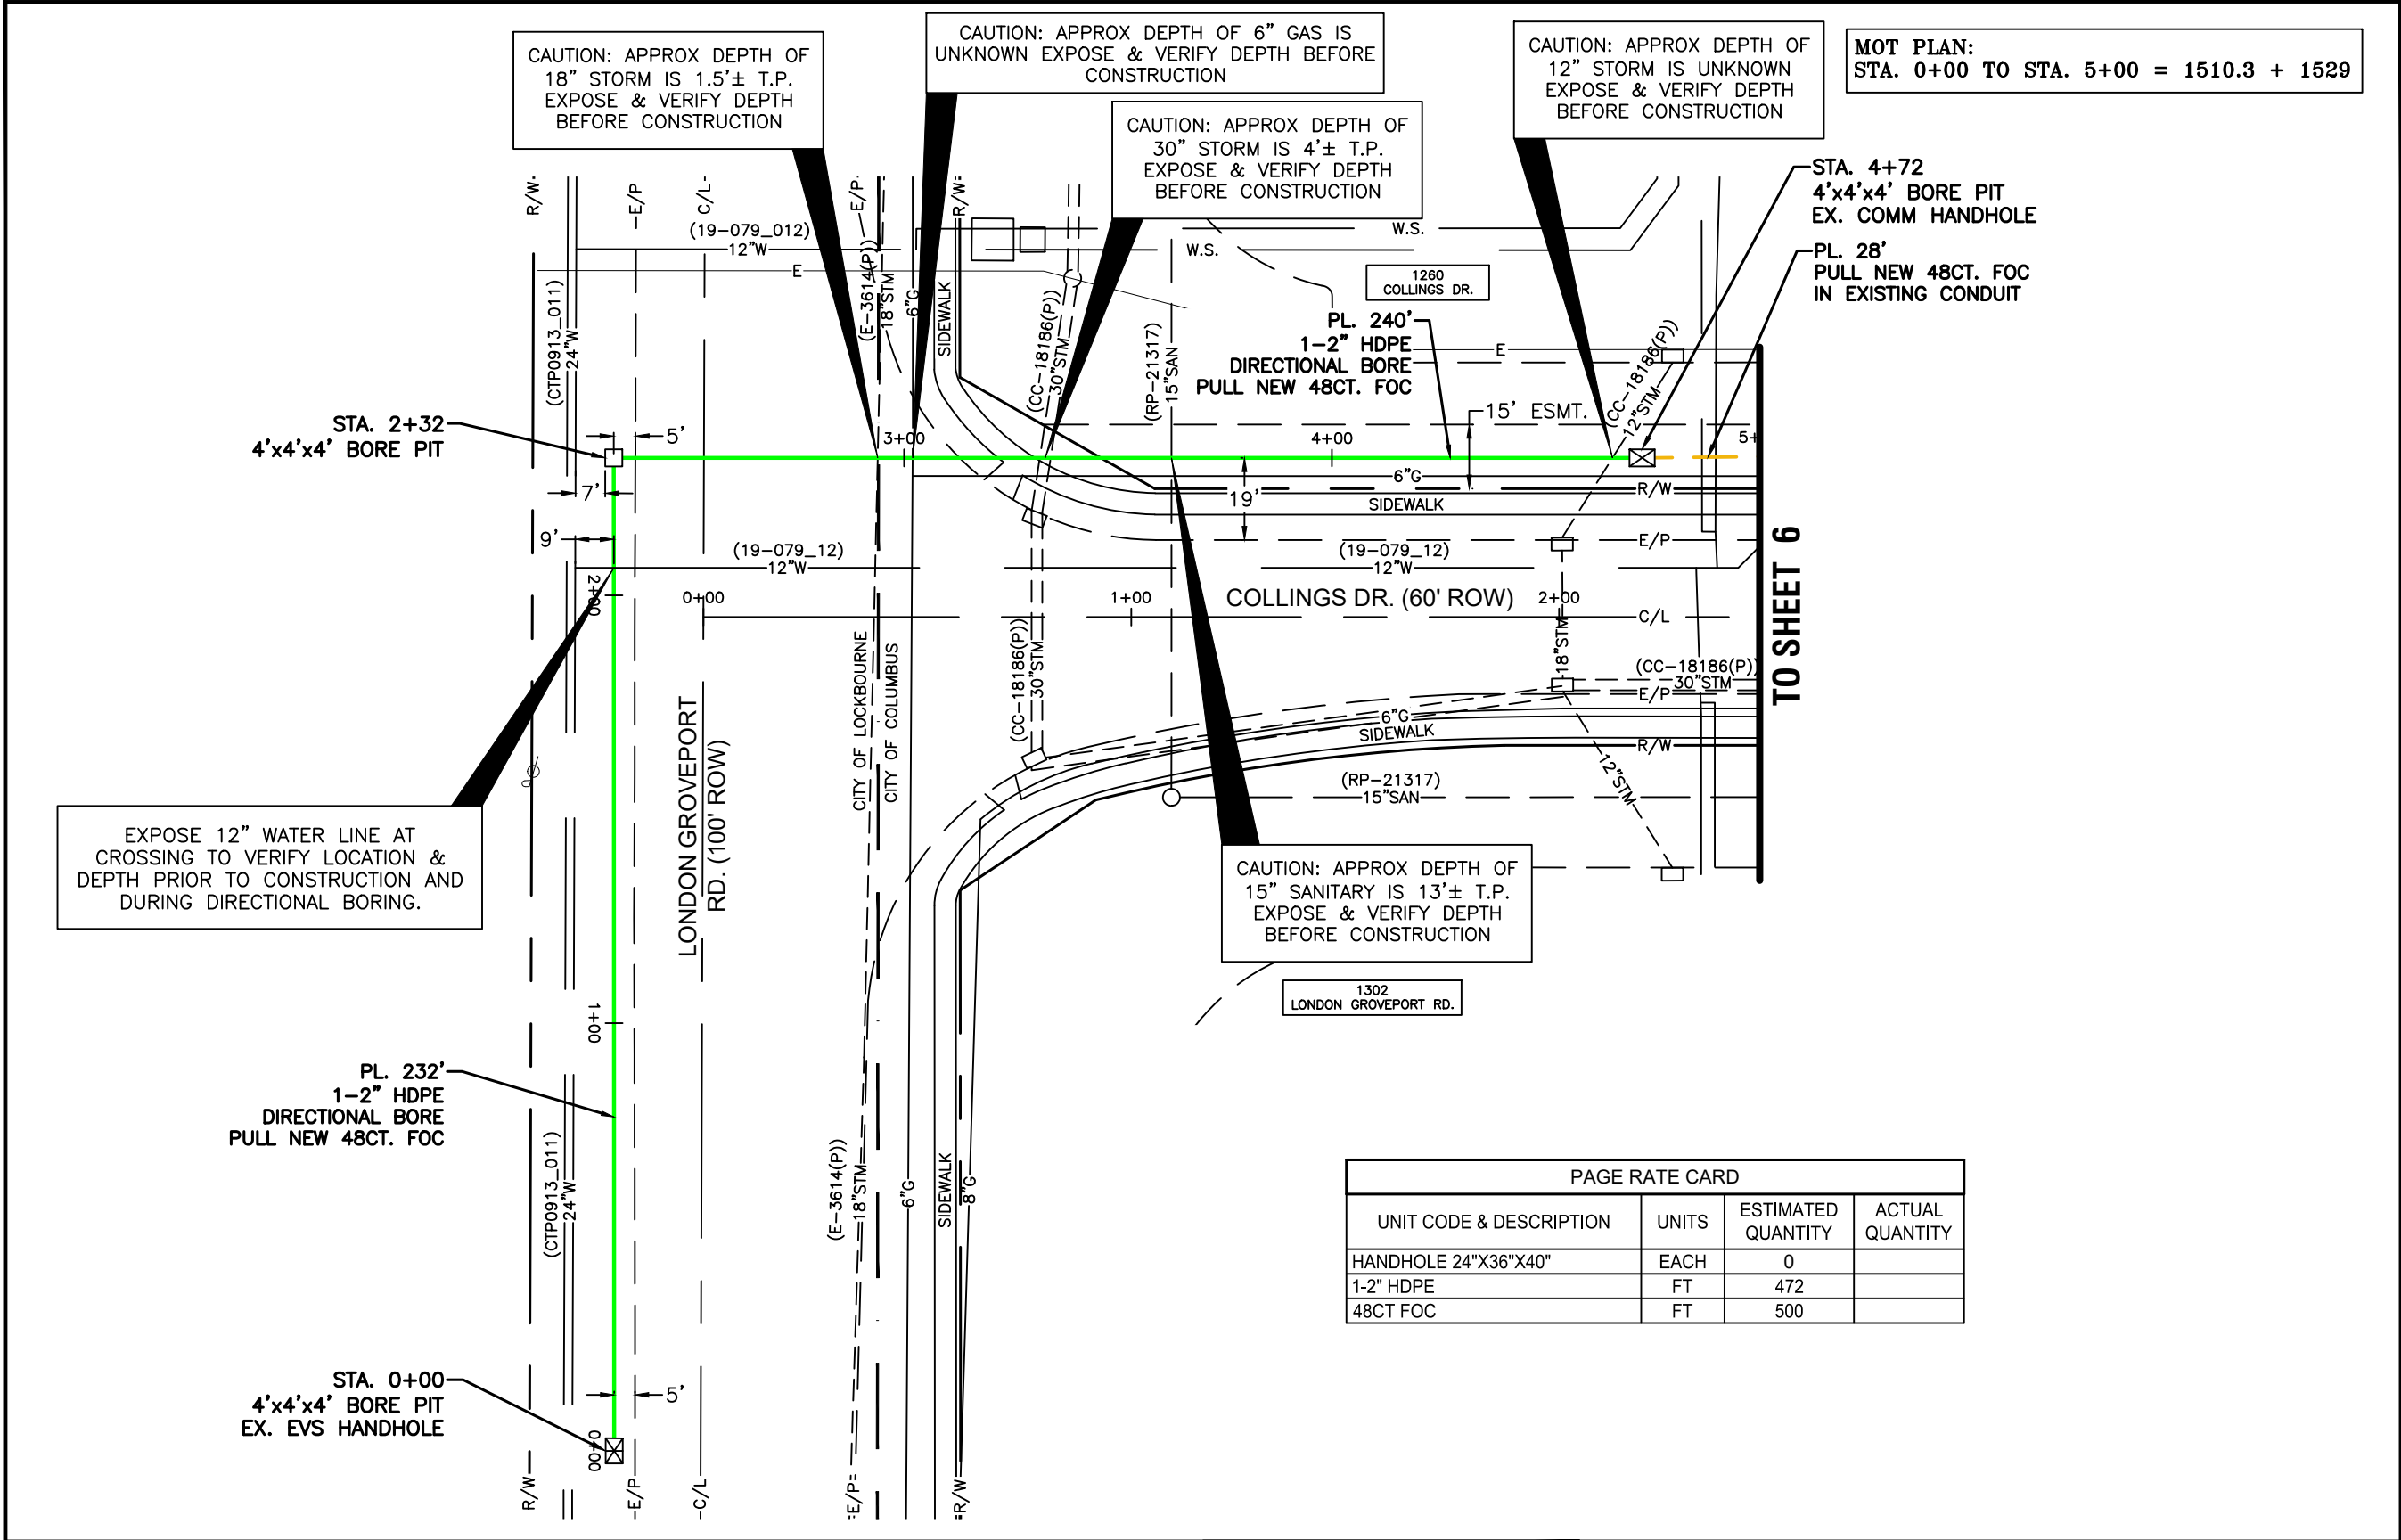 CAUTION: APPROX DEPTH OF
18" STORM IS 1.5'± T.P.
EXPOSE & VERIFY DEPTH
BEFORE CONSTRUCTION
CAUTION: APPROX DEPTH OF 6" GAS IS
UNKNOWN EXPOSE & VERIFY DEPTH BEFORE
CONSTRUCTION
CAUTION: APPROX DEPTH OF
30" STORM IS 4'± T.P.
EXPOSE & VERIFY DEPTH
BEFORE CONSTRUCTION
CAUTION: APPROX DEPTH OF
12" STORM IS UNKNOWN
EXPOSE & VERIFY DEPTH
BEFORE CONSTRUCTION
MOT PLAN:
STA. 0+00 TO STA. 5+00 = 1510.3 + 1529
STA. 4+72
4'x4'x4' BORE PIT
EX. COMM HANDHOLE
PL. 28'
PULL NEW 48CT. FOC
IN EXISTING CONDUIT
R/W
E/P
C/L
E/P
R/W
(19-079_012)
12"W
E
(E-3614(P))
18"STM
6"G
SIDEWALK
W.S.
W.S.
(CTP0913_011)
24"W
(CC-18186(P))
30"STM
(RP-21317)
15"SAN
1260
COLLINGS DR.
PL. 240'
1-2" HDPE
DIRECTIONAL BORE
PULL NEW 48CT. FOC
E
(CC-18186(P))
12"STM
15' ESMT.
STA. 2+32
4'x4'x4' BORE PIT
5'
3+00
4+00
5+
7'
9'
19'
6"G
R/W
SIDEWALK
E/P
(19-079_12)
12"W
(19-079_12)
12"W
2+00
0+00
1+00
COLLINGS DR. (60' ROW)
2+00
C/L
TO SHEET 6
CITY OF LOCKBOURNE
CITY OF COLUMBUS
(CC-18186(P))
30"STM
18"STM
(CC-18186(P))
30"STM
E/P
6"G
SIDEWALK
R/W
12"STM
(RP-21317)
15"SAN
LONDON GROVEPORT
RD. (100' ROW)
EXPOSE 12" WATER LINE AT
CROSSING TO VERIFY LOCATION &
DEPTH PRIOR TO CONSTRUCTION AND
DURING DIRECTIONAL BORING.
CAUTION: APPROX DEPTH OF
15" SANITARY IS 13'± T.P.
EXPOSE & VERIFY DEPTH
BEFORE CONSTRUCTION
1302
LONDON GROVEPORT RD.
1+00
PL. 232'
1-2" HDPE
DIRECTIONAL BORE
PULL NEW 48CT. FOC
(CTP0913_011)
24"W
(E-3614(P))
18"STM
6"G
SIDEWALK
8"G
PAGE RATE CARD
UNIT CODE & DESCRIPTION UNITS ESTIMATED QUANTITY ACTUAL QUANTITY
HANDHOLE 24"X36"X40" EACH 0
1-2" HDPE FT 472
48CT FOC FT 500
STA. 0+00
4'x4'x4' BORE PIT
EX. EVS HANDHOLE
5'
0+00
R/W
E/P
C/L
E/P
R/W